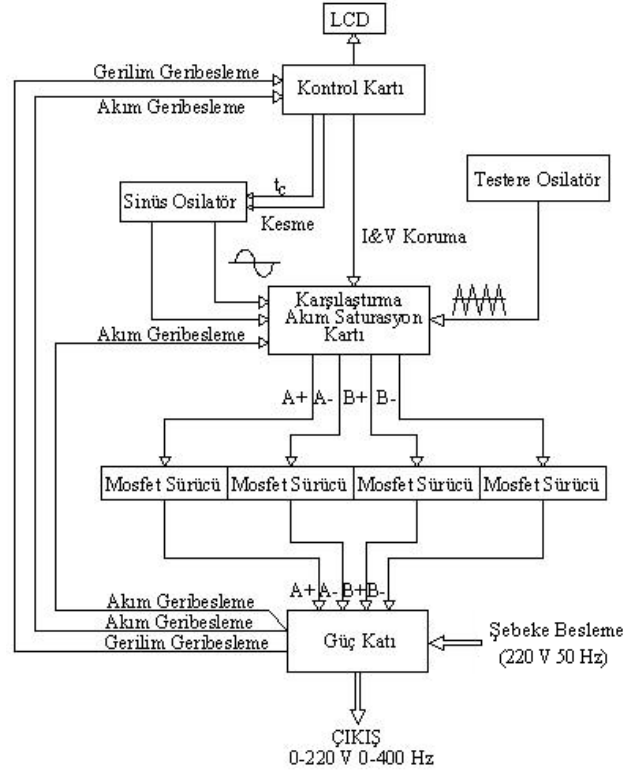 LCD
Gerilim Geribesleme
Kontrol Kartı
Akım Geribesleme
Testere Osilatör
Sinüs Osilatör
tc
Kesme
I&V Koruma
Karşılaştırma
Akım Saturasyon
Kartı
Akım Geribesleme
A+ A- B+ B-
Mosfet Sürücü Mosfet Sürücü Mosfet Sürücü Mosfet Sürücü
A+ A- B+ B-
Akım Geribesleme
Akım Geribesleme
Gerilim Geribesleme
Güç Katı
Şebeke Besleme
(220 V 50 Hz)
ÇIKIŞ
0-220 V 0-400 Hz